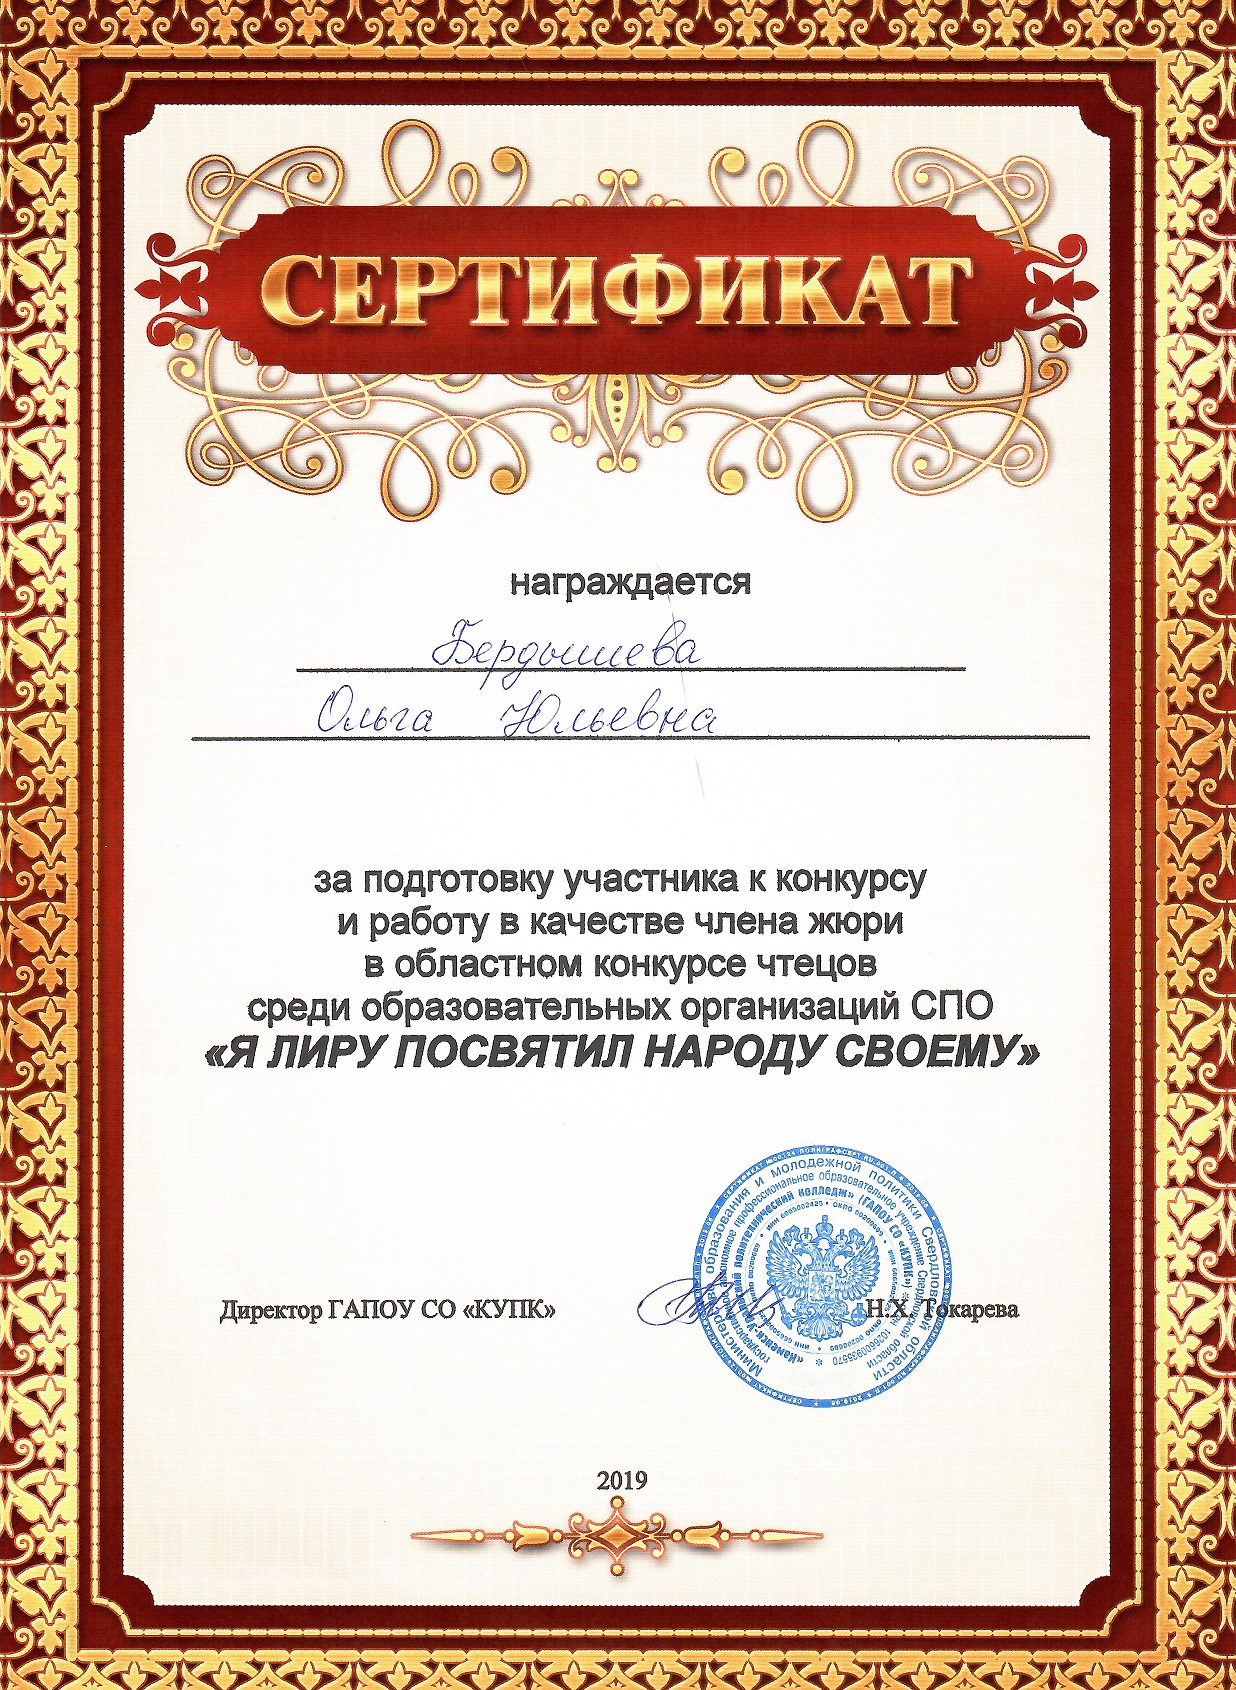 СЕРТИФИКАТ
награждается
Бердышева
Ольга Юльевна
за подготовку участника к конкурсу
и работу в качестве члена жюри
в областном конкурсе чтецов
среди образовательных организаций СПО
«Я ЛИРУ ПОСВЯТИЛ НАРОДУ СВОЕМУ»
Министерство образования и молодежной политики Свердловской области
государственное автономное профессиональное образовательное учреждение Свердловской области
«Каменск-Уральский политехнический колледж» (ГАПОУ СО «КУПК»)
Директор ГАПОУ СО «КУПК»
Н.Х. Токарева
2019